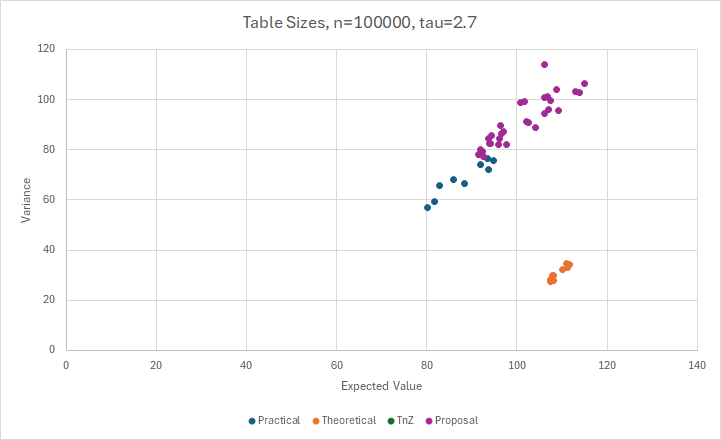 Table Sizes, n=100000, tau=2.7
120
100
80
60
40
20
0
Variance
0 20 40 60 80 100 120 140
Expected Value
Practical Theoretical TnZ Proposal